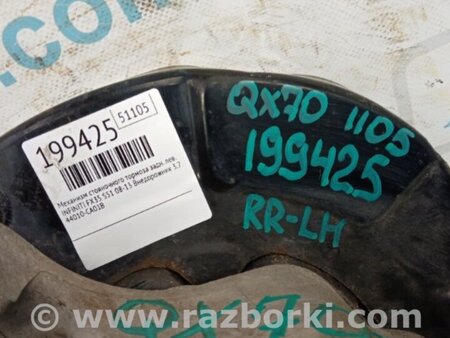 199425
51105
Механизм стояночного тормоза задн. лев.
INFINITI FX35 S51 08-13 Внедорожник 3.7
44010-CA01B
QX70 1105
199425
RR-LH
QX70
www.razborki.com